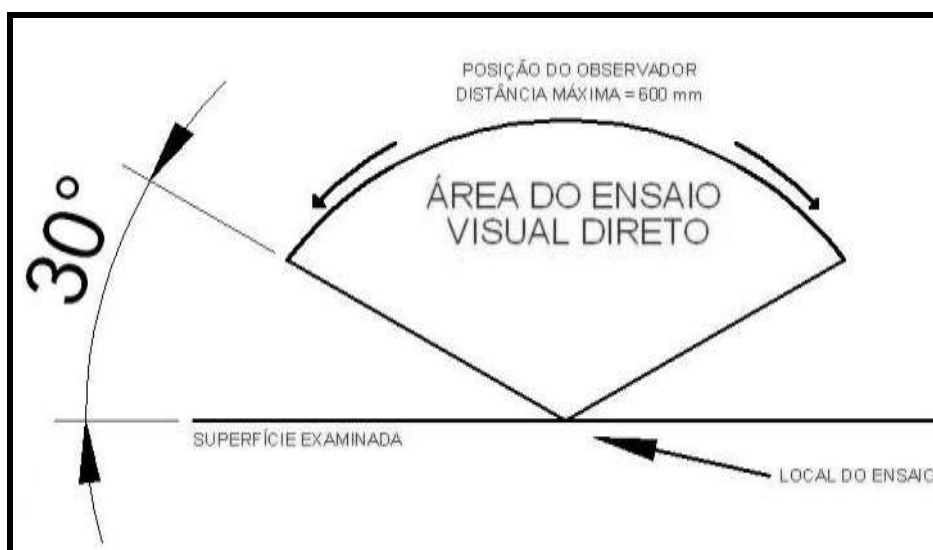 POSIÇÃO DO OBSERVADOR
DISTÂNCIA MÁXIMA = 600 mm
ÁREA DO ENSAIO
VISUAL DIRETO
30°
SUPERFÍCIE EXAMINADA
LOCAL DO ENSAIO